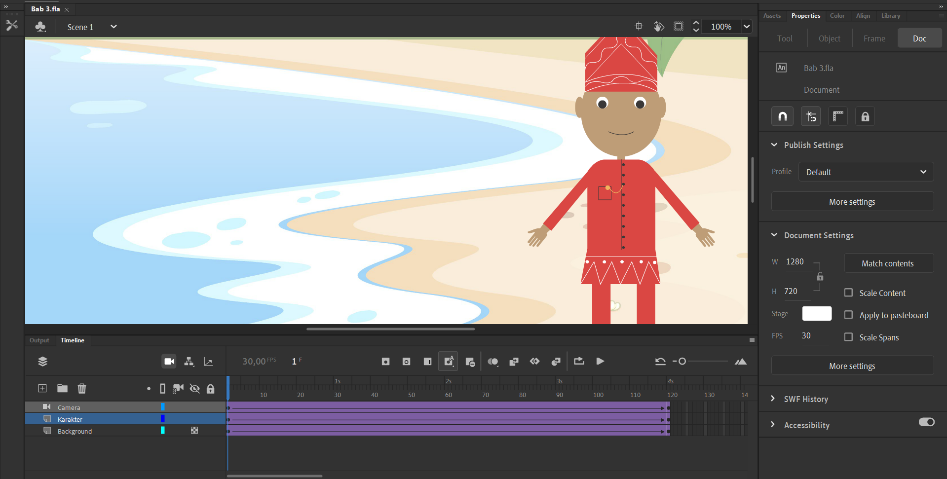 Bab 3.fla
Scene 1
100%
Assets Properties Color Align Library
Tool Object Frame Doc
An Bab 3.fla
Document
Publish Settings
Profile Default
More settings
Document Settings
W 1280 Match contents
H 720 Scale Content
Stage Apply to pasteboard
FPS 30 Scale Spans
More settings
SWF History
Accessibility
Output Timeline
30,00 FPS 1 F
1s 2s 3s 4s
10 20 30 40 50 60 70 80 90 100 110 120 130 14
Camera
Karakter
Background